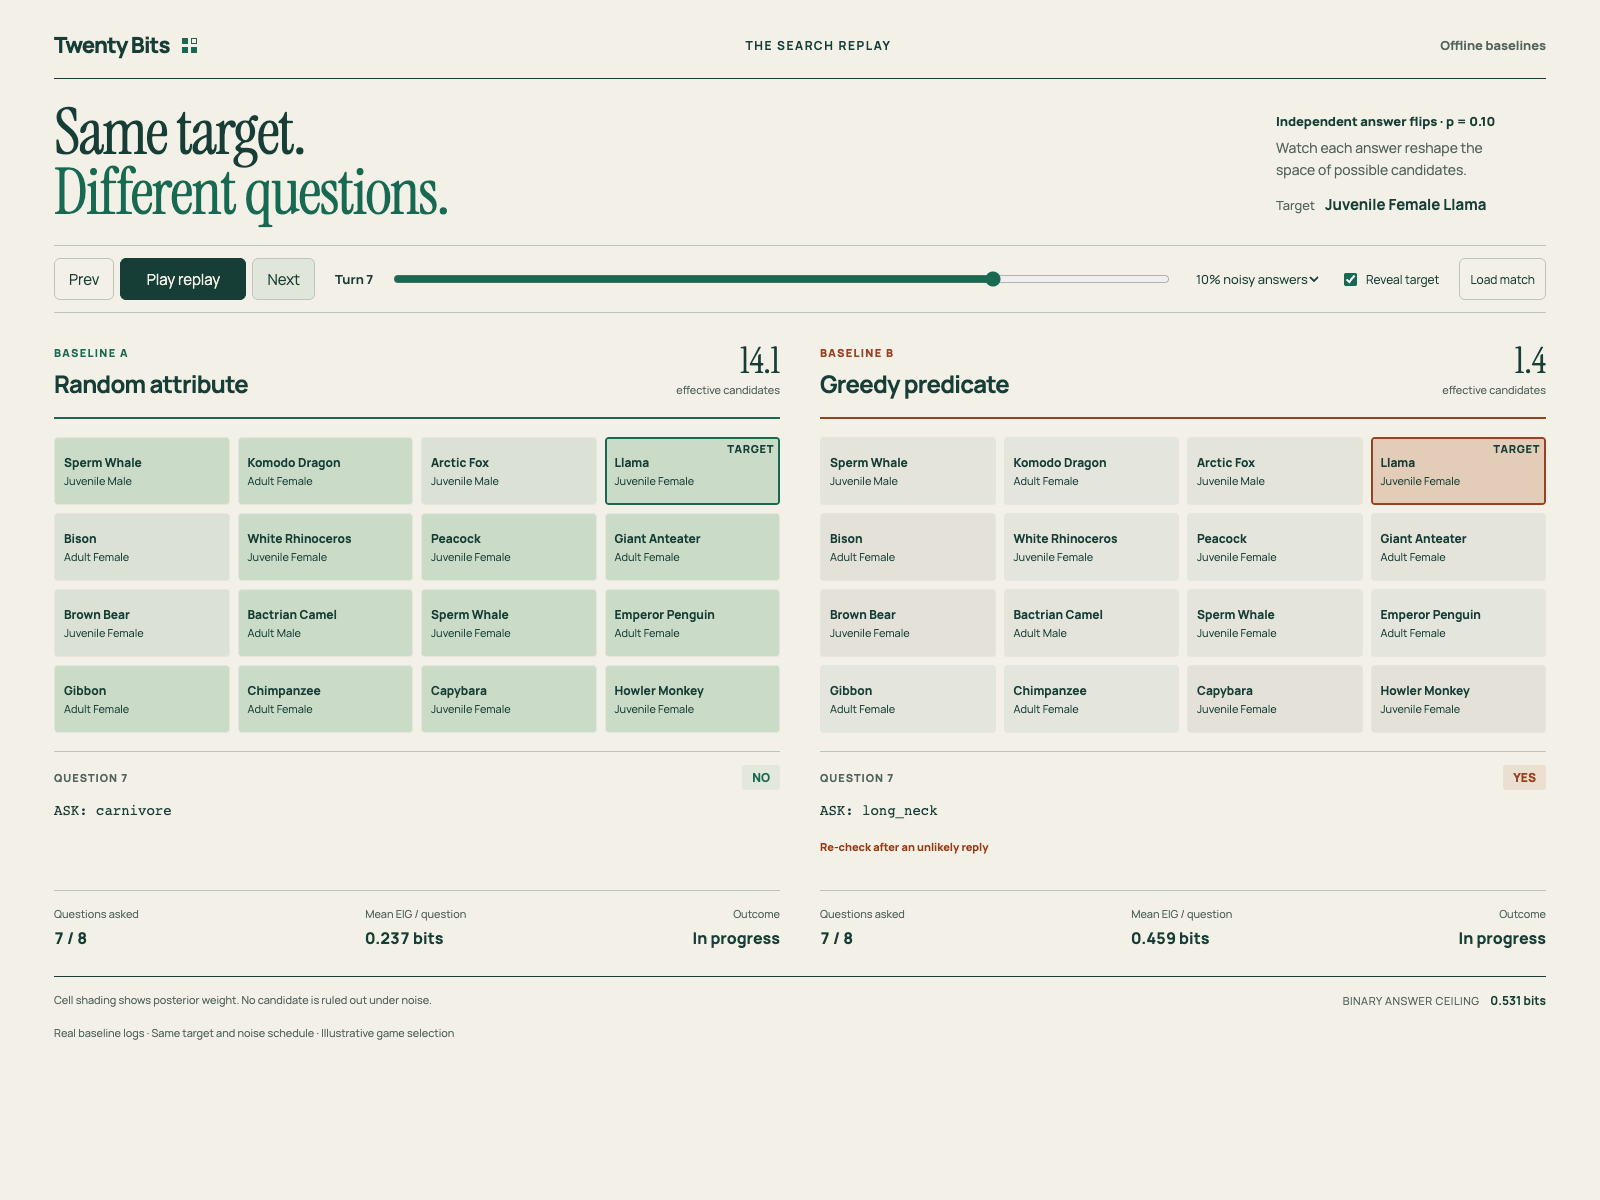 Twenty Bits
THE SEARCH REPLAY
Offline baselines
Same target.
Different questions.
Independent answer flips · p = 0.10
Watch each answer reshape the
space of possible candidates.
Target Juvenile Female Llama
Prev
Play replay
Next
Turn 7
10% noisy answers
Reveal target
Load match
BASELINE A
Random attribute
14.1
effective candidates
Sperm Whale
Juvenile Male
Komodo Dragon
Adult Female
Arctic Fox
Juvenile Male
TARGET
Llama
Juvenile Female
Bison
Adult Female
White Rhinoceros
Juvenile Female
Peacock
Juvenile Female
Giant Anteater
Adult Female
Brown Bear
Juvenile Female
Bactrian Camel
Adult Male
Sperm Whale
Juvenile Female
Emperor Penguin
Adult Female
Gibbon
Adult Female
Chimpanzee
Adult Female
Capybara
Juvenile Female
Howler Monkey
Juvenile Female
QUESTION 7
NO
ASK: carnivore
Questions asked
7 / 8
Mean EIG / question
0.237 bits
Outcome
In progress
BASELINE B
Greedy predicate
1.4
effective candidates
Sperm Whale
Juvenile Male
Komodo Dragon
Adult Female
Arctic Fox
Juvenile Male
TARGET
Llama
Juvenile Female
Bison
Adult Female
White Rhinoceros
Juvenile Female
Peacock
Juvenile Female
Giant Anteater
Adult Female
Brown Bear
Juvenile Female
Bactrian Camel
Adult Male
Sperm Whale
Juvenile Female
Emperor Penguin
Adult Female
Gibbon
Adult Female
Chimpanzee
Adult Female
Capybara
Juvenile Female
Howler Monkey
Juvenile Female
QUESTION 7
YES
ASK: long_neck
Re-check after an unlikely reply
Questions asked
7 / 8
Mean EIG / question
0.459 bits
Outcome
In progress
Cell shading shows posterior weight. No candidate is ruled out under noise.
BINARY ANSWER CEILING 0.531 bits
Real baseline logs · Same target and noise schedule · Illustrative game selection